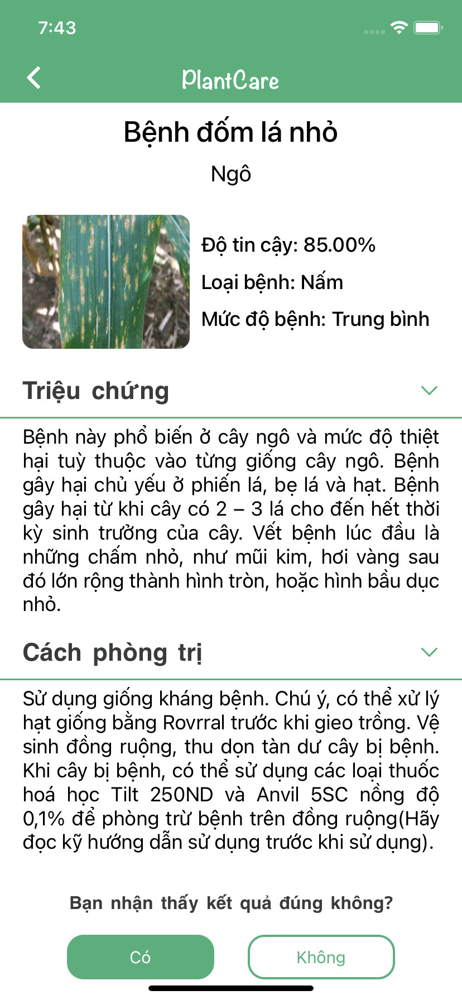 7:43
PlantCare
Bệnh đốm lá nhỏ
Ngô
Độ tin cậy: 85.00%
Loại bệnh: Nấm
Mức độ bệnh: Trung bình
Triệu chứng
Bệnh này phổ biến ở cây ngô và mức độ thiệt
hại tuỳ thuộc vào từng giống cây ngô. Bệnh
gây hại chủ yếu ở phiến lá, bẹ lá và hạt. Bệnh
gây hại từ khi cây có 2 – 3 lá cho đến hết thời
kỳ sinh trưởng của cây. Vết bệnh lúc đầu là
những chấm nhỏ, như mũi kim, hơi vàng sau
đó lớn rộng thành hình tròn, hoặc hình bầu dục
nhỏ.
Cách phòng trị
Sử dụng giống kháng bệnh. Chú ý, có thể xử lý
hạt giống bằng Rovrral trước khi gieo trồng. Vệ
sinh đồng ruộng, thu dọn tàn dư cây bị bệnh.
Khi cây bị bệnh, có thể sử dụng các loại thuốc
hoá học Tilt 250ND và Anvil 5SC nồng độ
0,1% để phòng trừ bệnh trên đồng ruộng(Hãy
đọc kỹ hướng dẫn sử dụng trước khi sử dụng).
Bạn nhận thấy kết quả đúng không?
Có
Không